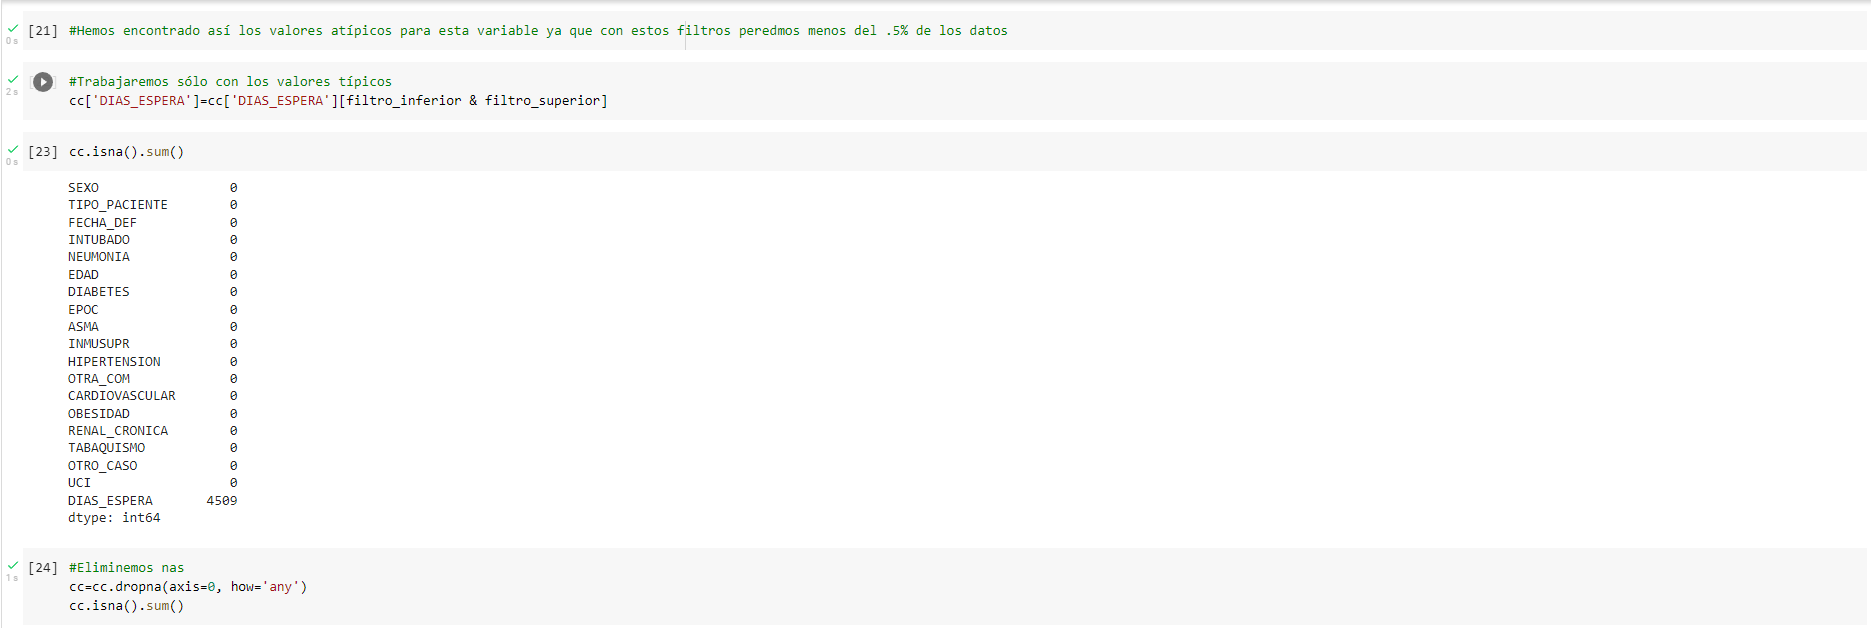 [21] #Hemos encontrado así los valores atípicos para esta variable ya que con estos filtros peredmos menos del .5% de los datos
0 s
#Trabajaremos sólo con los valores típicos
2 s
cc['DIAS_ESPERA']=cc['DIAS_ESPERA'][filtro_inferior & filtro_superior]
[23] cc.isna().sum()
0 s
SEXO 0
TIPO_PACIENTE 0
FECHA_DEF 0
INTUBADO 0
NEUMONIA 0
EDAD 0
DIABETES 0
EPOC 0
ASMA 0
INMUSUPR 0
HIPERTENSION 0
OTRA_COM 0
CARDIOVASCULAR 0
OBESIDAD 0
RENAL_CRONICA 0
TABAQUISMO 0
OTRO_CASO 0
UCI 0
DIAS_ESPERA 4509
dtype: int64
[24] #Eliminemos nas
1 s
cc=cc.dropna(axis=0, how='any')
cc.isna().sum()